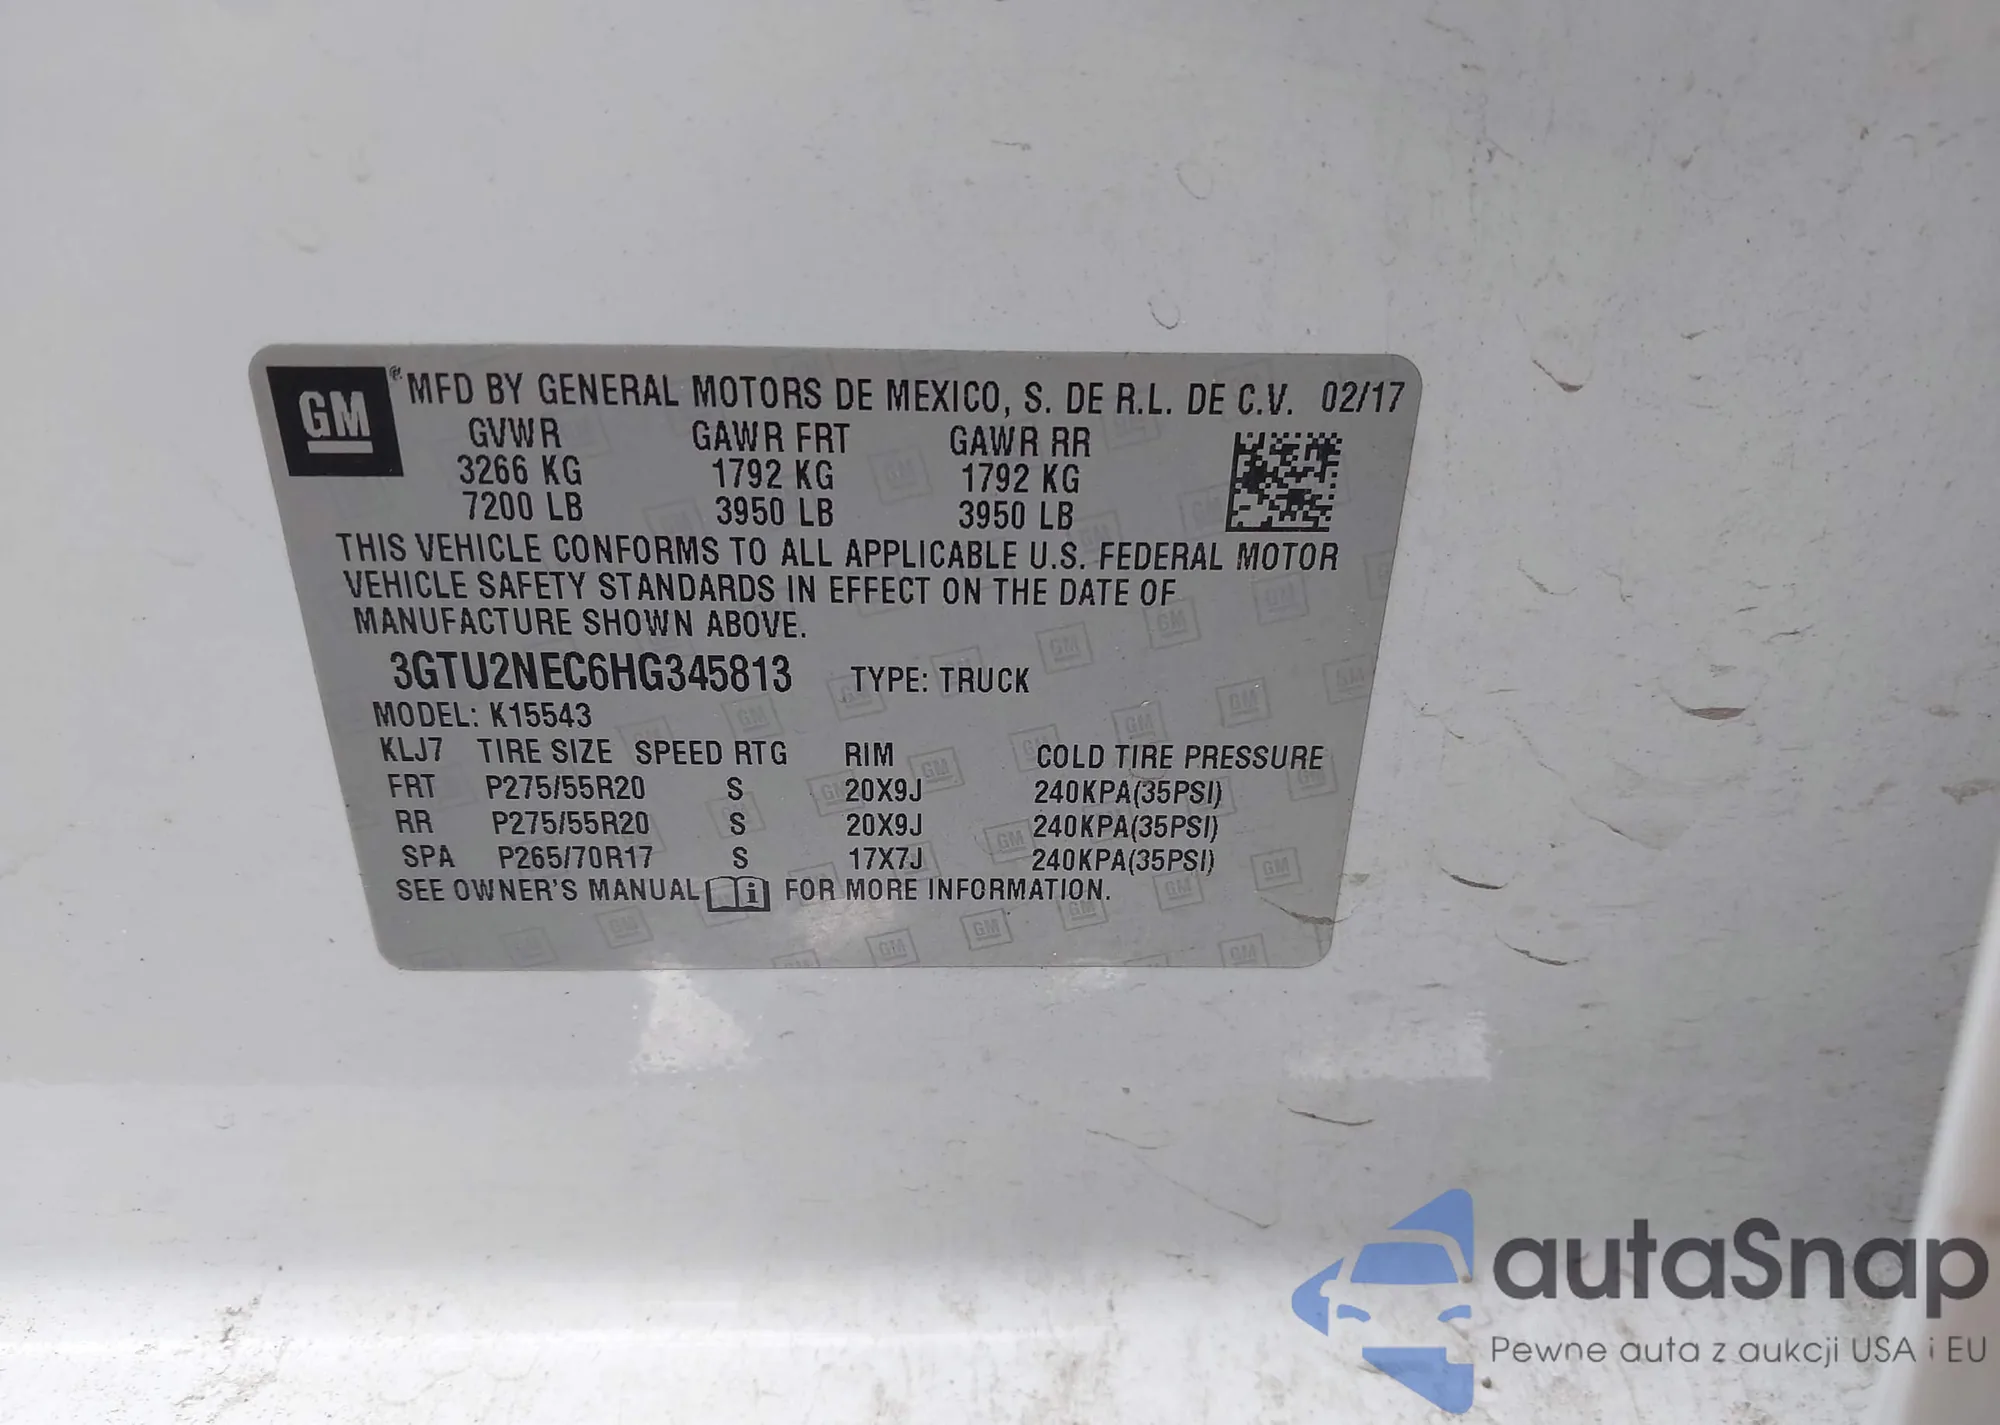 GM
MFD BY GENERAL MOTORS DE MEXICO, S. DE R.L. DE C.V. 02/17
GVWR GAWR FRT GAWR RR
3266 KG 1792 KG 1792 KG
7200 LB 3950 LB 3950 LB
THIS VEHICLE CONFORMS TO ALL APPLICABLE U.S. FEDERAL MOTOR
VEHICLE SAFETY STANDARDS IN EFFECT ON THE DATE OF
MANUFACTURE SHOWN ABOVE.
3GTU2NEC6HG345813 TYPE: TRUCK
MODEL: K15543
KLJ7 TIRE SIZE SPEED RTG RIM COLD TIRE PRESSURE
FRT P275/55R20 S 20X9J 240KPA(35PSI)
RR P275/55R20 S 20X9J 240KPA(35PSI)
SPA P265/70R17 S 17X7J 240KPA(35PSI)
SEE OWNER'S MANUAL i FOR MORE INFORMATION.
autaSnap
Pewne auta z aukcji USA i EU